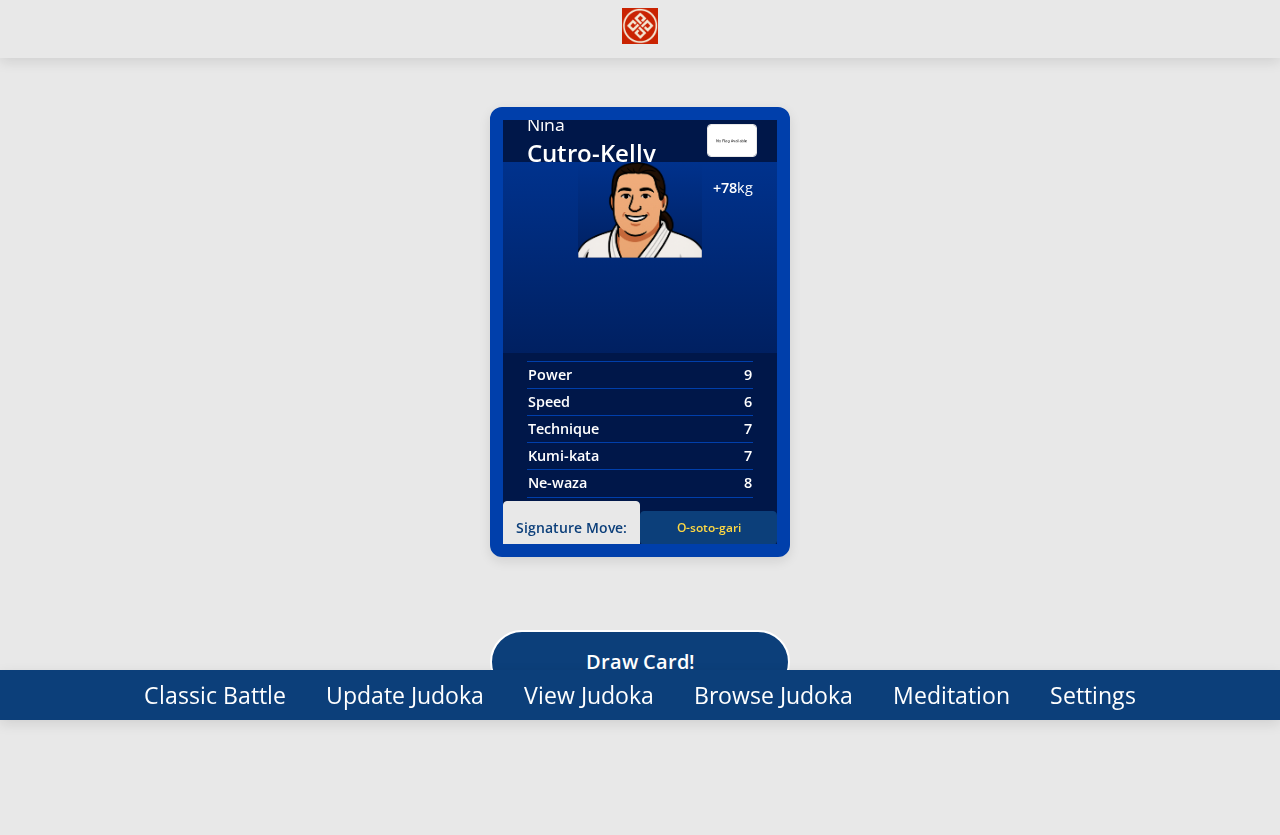 Nina
Cutro-Kelly
No Flag Available
+78kg
Power 9
Speed 6
Technique 7
Kumi-kata 7
Ne-waza 8
Signature Move: O-soto-gari
Draw Card!
Classic Battle Update Judoka View Judoka Browse Judoka Meditation Settings